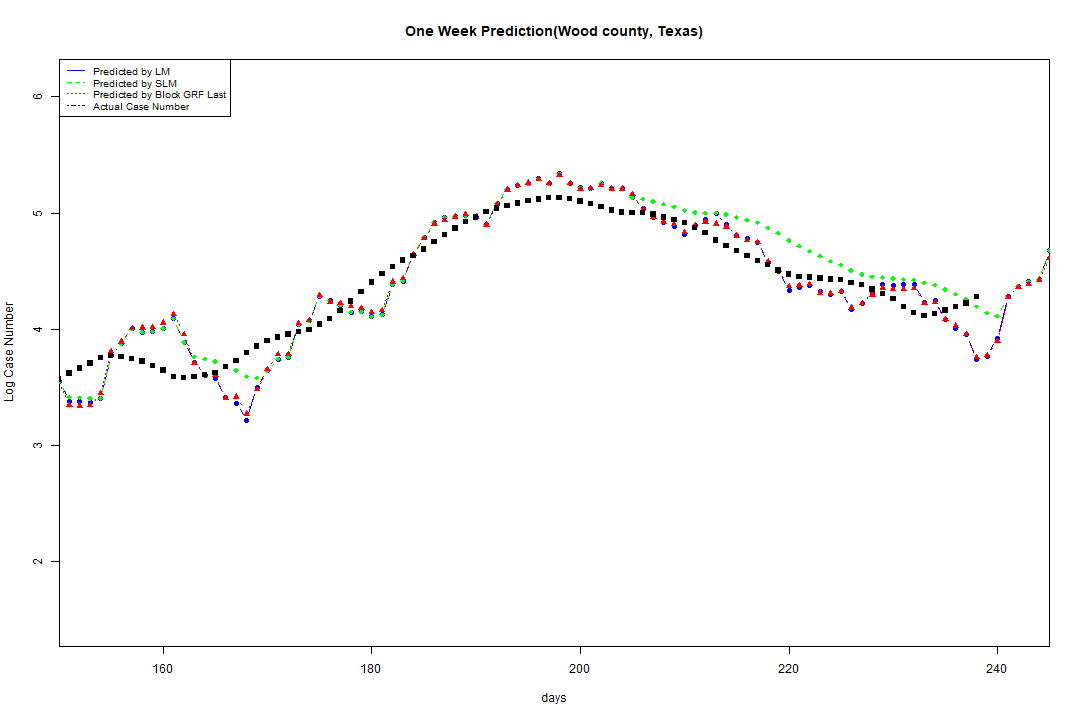 One Week Prediction(Wood county, Texas)
Predicted by LM
Predicted by SLM
Predicted by Block GRF Last
Actual Case Number
6
5
4
3
2
Log Case Number
160 180 200 220 240
days